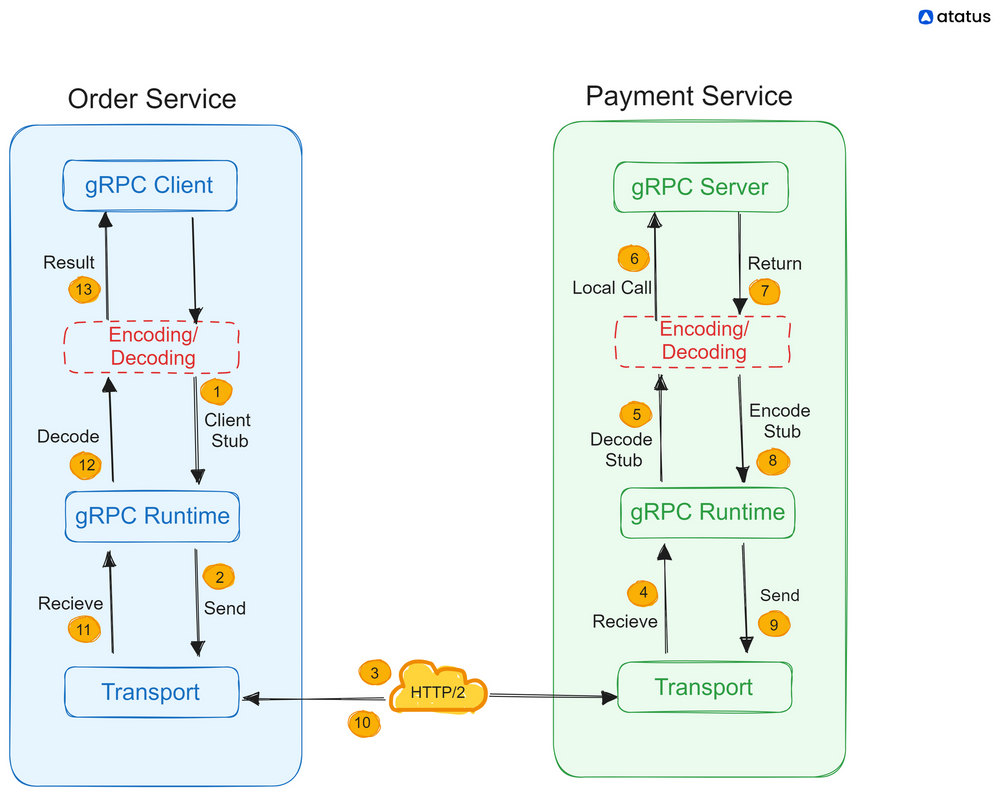 atatus
Order Service
Payment Service
gRPC Client
Result
13
Encoding/
Decoding
1
Client
Stub
Decode
12
gRPC Runtime
2
Send
Recieve
11
Transport
3
HTTP/2
10
gRPC Server
6
Local Call
Return
7
Encoding/
Decoding
5
Decode
Stub
Encode
Stub
8
gRPC Runtime
4
Recieve
Send
9
Transport